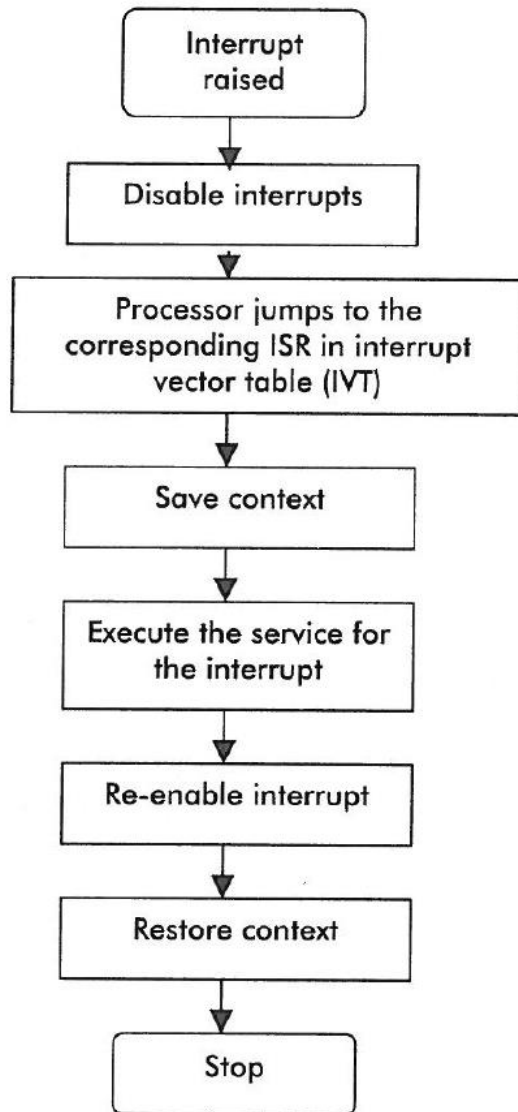 Interrupt
raised
Disable interrupts
Processor jumps to the
corresponding ISR in interrupt
vector table (IVT)
Save context
Execute the service for
the interrupt
Re-enable interrupt
Restore context
Stop